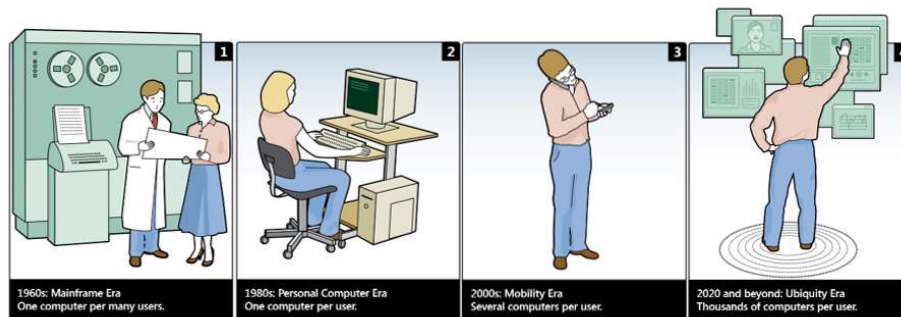 1
1960s: Mainframe Era
One computer per many users.
2
1980s: Personal Computer Era
One computer per user.
3
2000s: Mobility Era
Several computers per user.
4
2020 and beyond: Ubiquity Era
Thousands of computers per user.